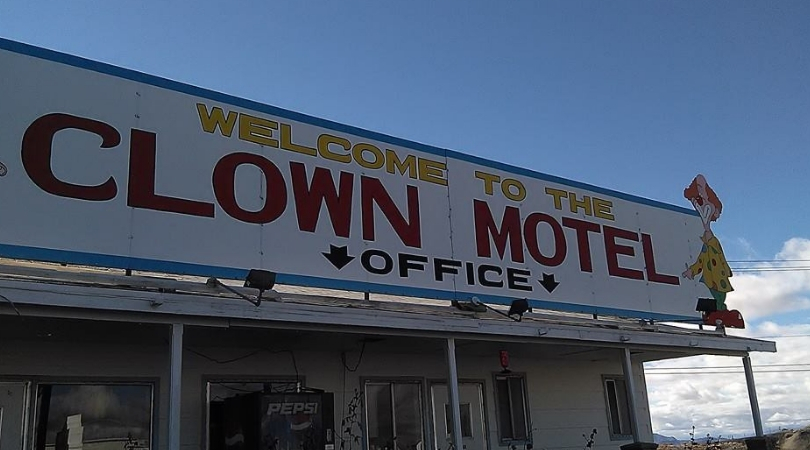 WELCOME TO THE
CLOWN MOTEL
OFFICE
PEPSI